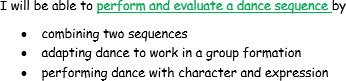 I will be able to perform and evaluate a dance sequence by
• combining two sequences
• adapting dance to work in a group formation
• performing dance with character and expression